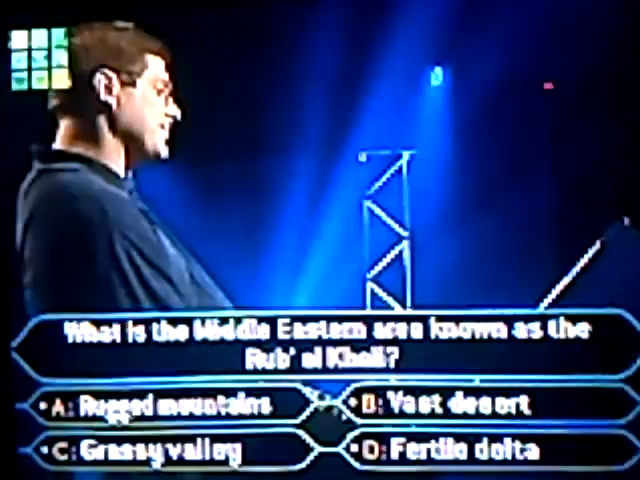 What is the Middle Eastern area known as the
Rub' al Khali?
A: Rugged mountains
B: Vast desert
C: Grassy valley
D: Fertile delta